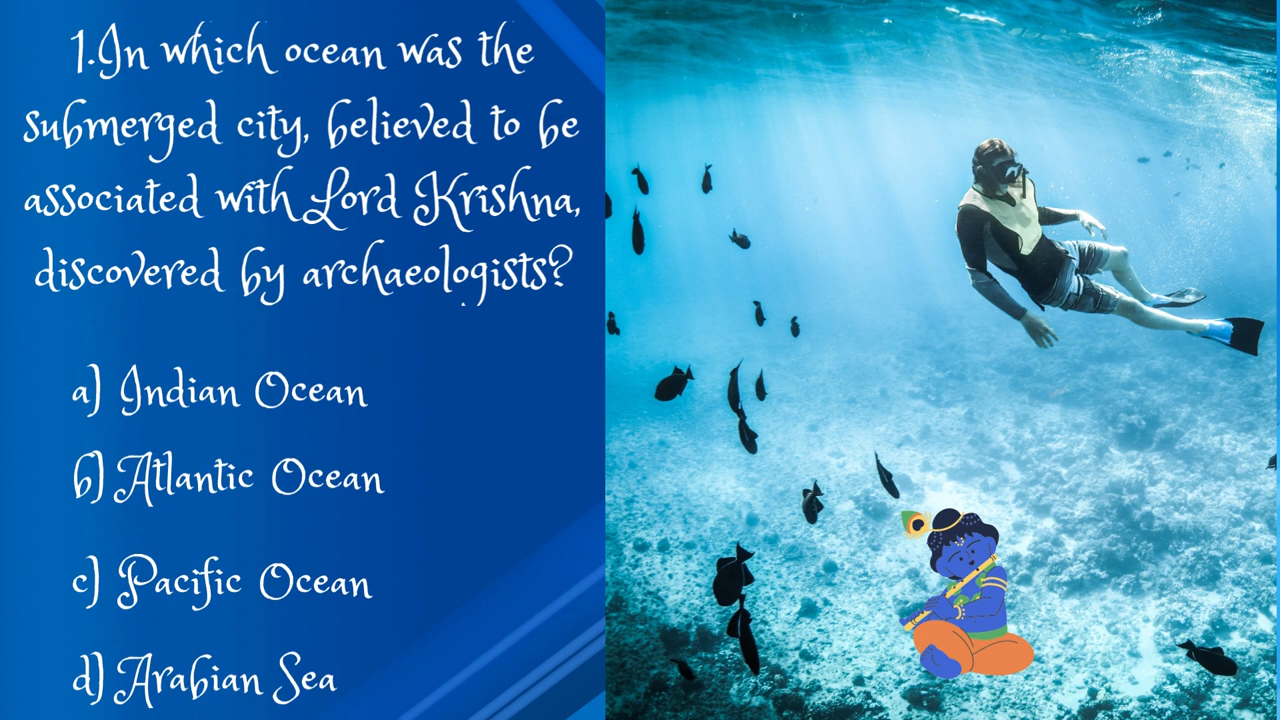 1.In which ocean was the
submerged city, believed to be
associated with Lord Krishna,
discovered by archaeologists?
a) Indian Ocean
b) Atlantic Ocean
c) Pacific Ocean
d) Arabian Sea